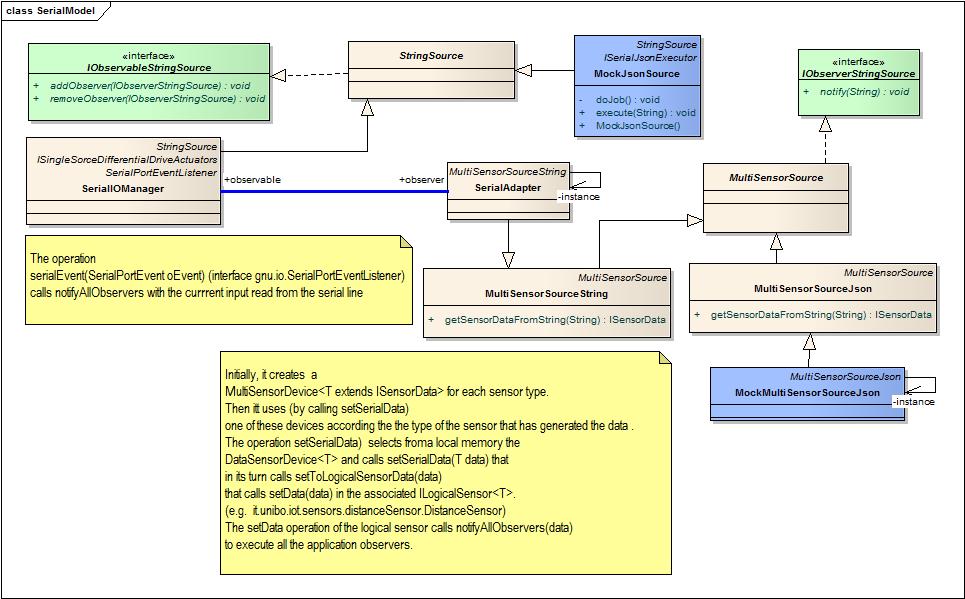 class SerialModel
«interface»
IObservableStringSource
+ addObserver(IObserverStringSource) : void
+ removeObserver(IObserverStringSource) : void
StringSource
StringSource
ISerialJsonExecutor
MockJsonSource
- doJob() : void
+ execute(String) : void
+ MockJsonSource()
«interface»
IObserverStringSource
+ notify(String) : void
StringSource
ISingleSorceDifferentialDriveActuators
SerialPortEventListener
SerialIOManager
+observable
+observer
MultiSensorSourceString
SerialAdapter
-instance
MultiSensorSource
The operation
serialEvent(SerialPortEvent oEvent) (interface gnu.io.SerialPortEventListener)
calls notifyAllObservers with the currrent input read from the serial line
MultiSensorSource
MultiSensorSourceString
+ getSensorDataFromString(String) : ISensorData
MultiSensorSource
MultiSensorSourceJson
+ getSensorDataFromString(String) : ISensorData
MultiSensorSourceJson
MockMultiSensorSourceJson
-instance
Initially, it creates a
MultiSensorDevice<T extends ISensorData> for each sensor type.
Then itt uses (by calling setSerialData)
one of these devices according the the type of the sensor that has generated the data .
The operation setSerialData) selects froma local memory the
DataSensorDevice<T> and calls setSerialData(T data) that
in its turn calls setToLogicalSensorData(data)
that calls setData(data) in the associated ILogicalSensor<T>.
(e.g. it.unibo.iot.sensors.distanceSensor.DistanceSensor)
The setData operation of the logical sensor calls notifyAllObservers(data)
to execute all the application observers.